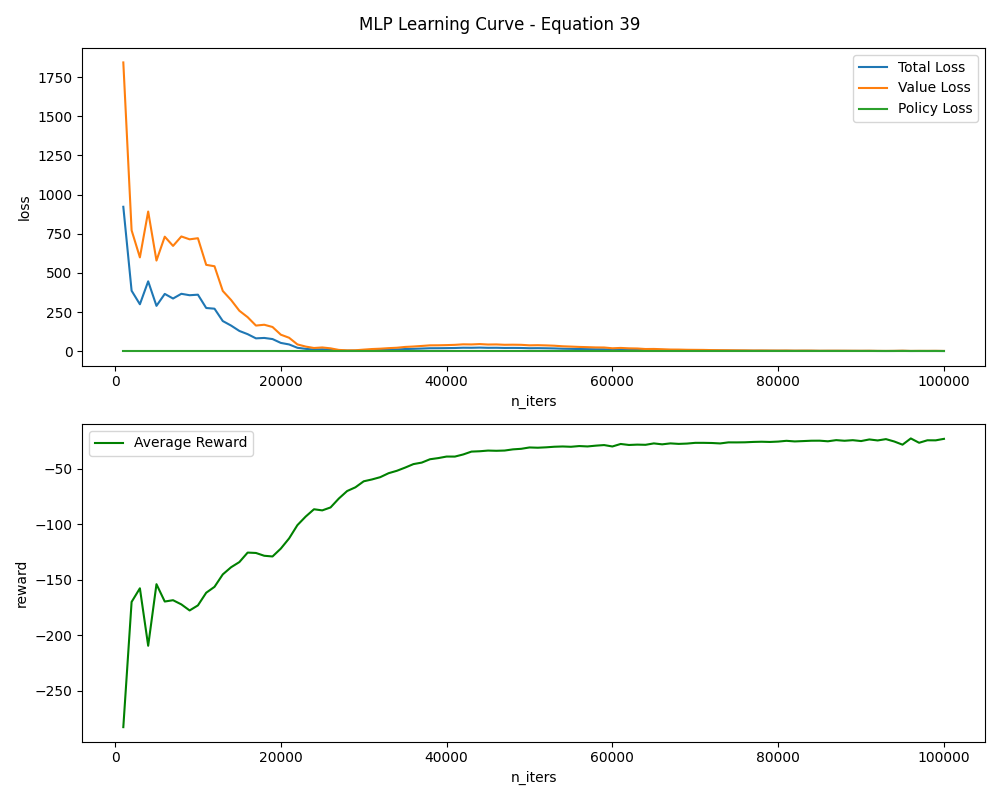 MLP Learning Curve - Equation 39
1750
1500
1250
1000
750
500
250
0
loss
Total Loss
Value Loss
Policy Loss
0 20000 40000 60000 80000 100000
n_iters
Average Reward
−50
−100
−150
−200
−250
reward
0 20000 40000 60000 80000 100000
n_iters